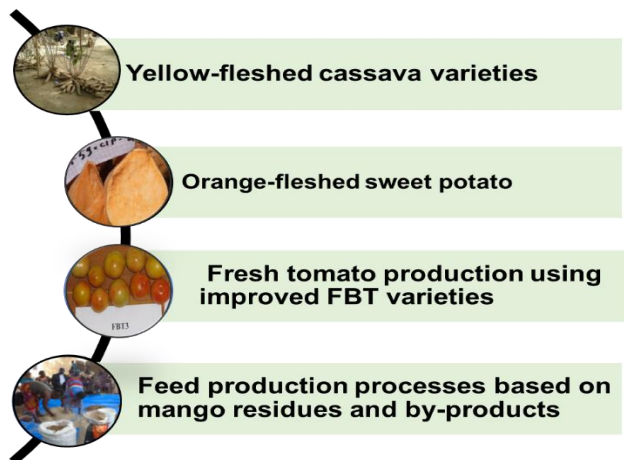 Yellow-fleshed cassava varieties
Orange-fleshed sweet potato
Fresh tomato production using
improved FBT varieties
FBT3
Feed production processes based on
mango residues and by-products